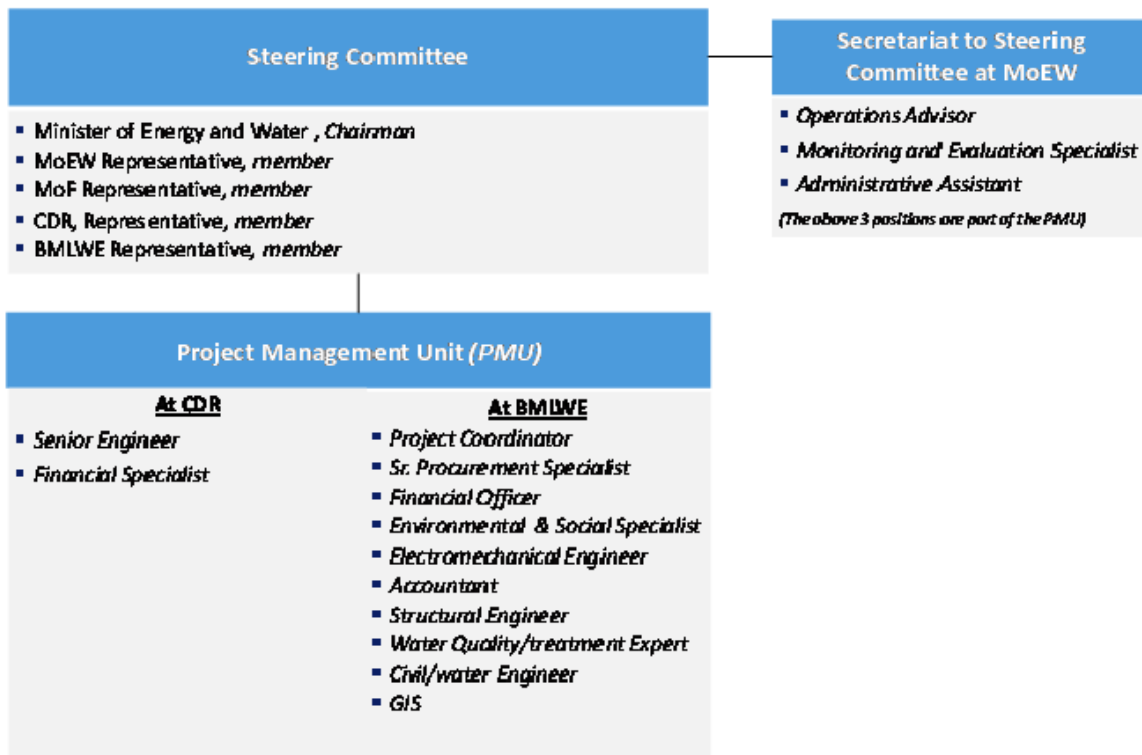 Steering Committee
Minister of Energy and Water , Chairman
MoEW Representative, member
MoF Representative, member
CDR, Representative, member
BMLWE Representative, member
Secretariat to Steering
Committee at MoEW
Operations Advisor
Monitoring and Evaluation Specialist
Administrative Assistant
(The above 3 positions are part of the PMU)
Project Management Unit (PMU)
At CDR
Senior Engineer
Financial Specialist
At BMLWE
Project Coordinator
Sr. Procurement Specialist
Financial Officer
Environmental & Social Specialist
Electromechanical Engineer
Accountant
Structural Engineer
Water Quality/treatment Expert
Civil/water Engineer
GIS